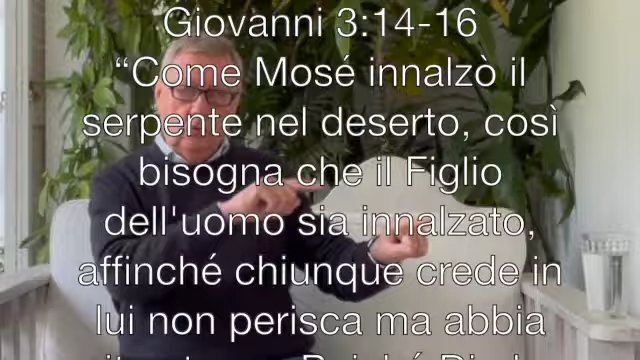 Giovanni 3:14-16
“Come Mosé innalzò il
serpente nel deserto, così
bisogna che il Figlio
dell'uomo sia innalzato,
affinché chiunque crede in
lui non perisca ma abbia